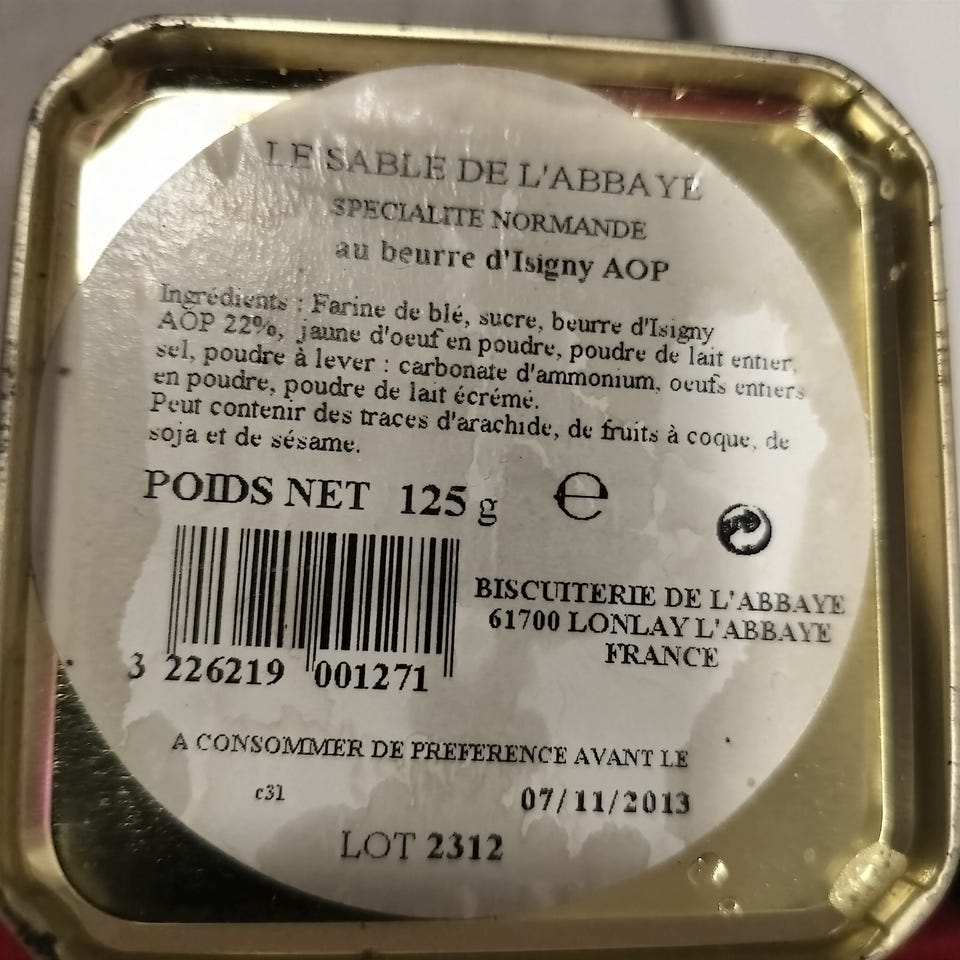 LE SABLE DE L'ABBAYE
SPECIALITE NORMANDE
au beurre d'Isigny AOP
Ingrédients : Farine de blé, sucre, beurre d'Isigny
AOP 22%, jaune d'oeuf en poudre, poudre de lait entier,
sel, poudre à lever : carbonate d'ammonium, oeufs entiers
en poudre, poudre de lait écrémé.
Peut contenir des traces d'arachide, de fruits à coque, de
soja et de sésame.
POIDS NET 125 g e
BISCUITERIE DE L'ABBAYE
61700 LONLAY L'ABBAYE
FRANCE
3 226219 001271
A CONSOMMER DE PREFERENCE AVANT LE
c31 07/11/2013
LOT 2312